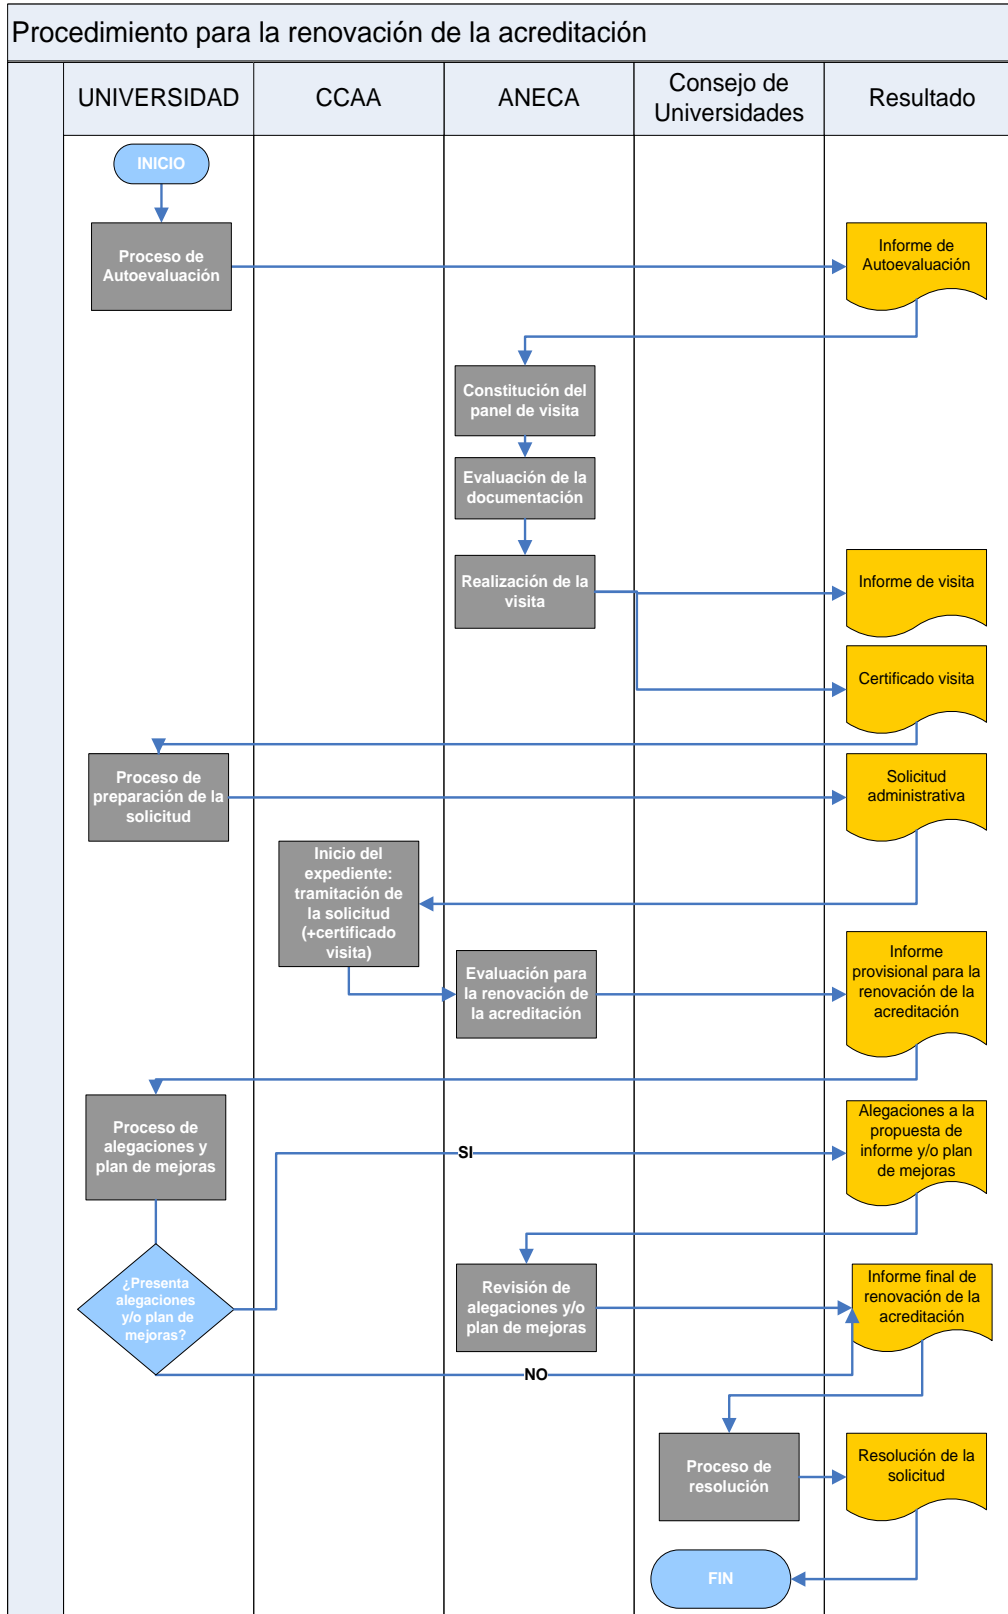 Procedimiento para la renovación de la acreditación
UNIVERSIDAD
CCAA
ANECA
Consejo de
Universidades
Resultado
INICIO
Proceso de
Autoevaluación
Informe de
Autoevaluación
Constitución del
panel de visita
Evaluación de la
documentación
Realización de la
visita
Informe de visita
Certificado visita
Proceso de
preparación de la
solicitud
Solicitud
administrativa
Inicio del
expediente:
tramitación de
la solicitud
(+certificado
visita)
Evaluación para
la renovación de
la acreditación
Informe
provisional para la
renovación de la
acreditación
Proceso de
alegaciones y
plan de mejoras
SI
Alegaciones a la
propuesta de
informe y/o plan
de mejoras
¿Presenta
alegaciones
y/o plan de
mejoras?
Revisión de
alegaciones y/o
plan de mejoras
Informe final de
renovación de la
acreditación
NO
Proceso de
resolución
Resolución de la
solicitud
FIN